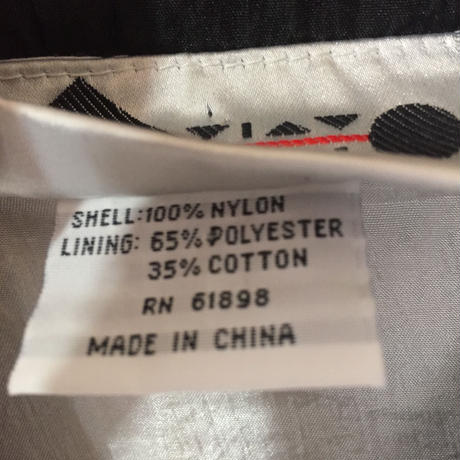 SHELL:100% NYLON
LINING: 65% POLYESTER
35% COTTON
RN 61898
MADE IN CHINA